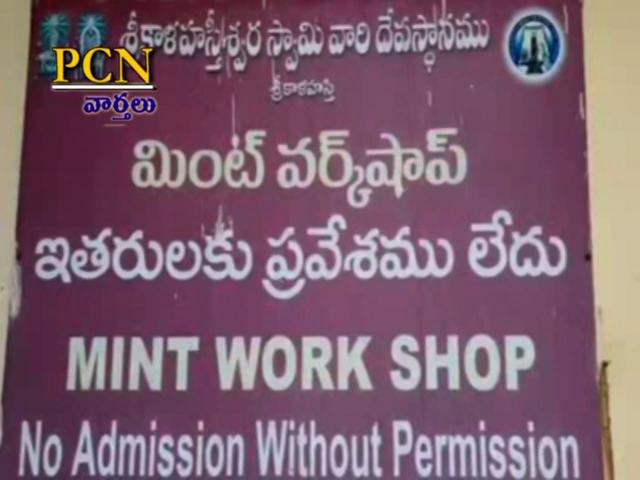 శ్రీకాళహస్తీశ్వర స్వామి వారి దేవస్థానము
PCN
వార్తలు
శ్రీకాళహస్తి
మింట్ వర్క్‌షాప్
ఇతరులకు ప్రవేశము లేదు
MINT WORK SHOP
No Admission Without Permission